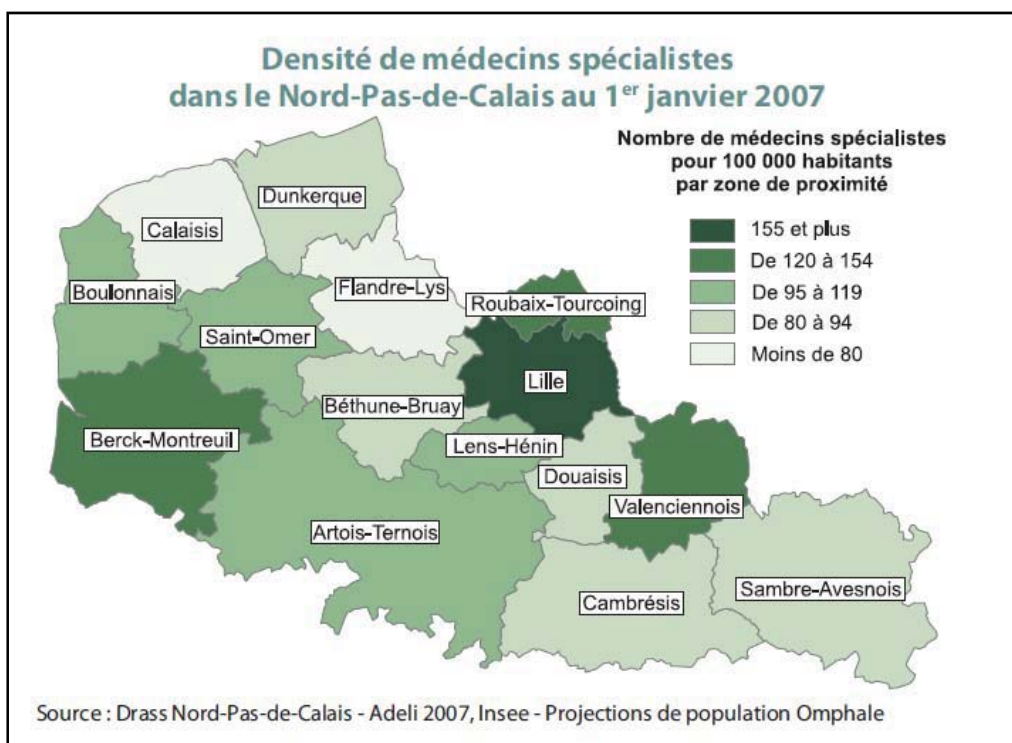 Densité de médecins spécialistes
dans le Nord-Pas-de-Calais au 1er janvier 2007
Nombre de médecins spécialistes
pour 100 000 habitants
par zone de proximité
155 et plus
De 120 à 154
De 95 à 119
De 80 à 94
Moins de 80
Dunkerque
Calaisis
Flandre-Lys
Boulonnais
Roubaix-Tourcoing
Saint-Omer
Lille
Béthune-Bruay
Berck-Montreuil
Lens-Hénin
Douaisis
Valenciennois
Artois-Ternois
Sambre-Avesnois
Cambrésis
Source : Drass Nord-Pas-de-Calais - Adeli 2007, Insee - Projections de population Omphale